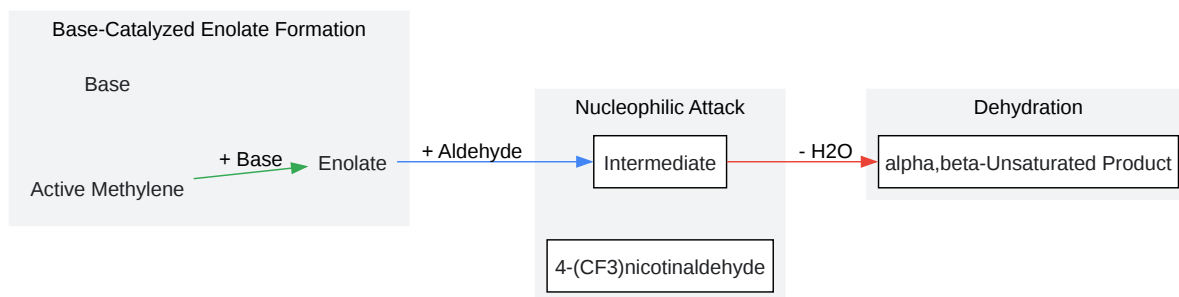 Base-Catalyzed Enolate Formation
Base
Active Methylene
+ Base
Enolate
+ Aldehyde
Nucleophilic Attack
Intermediate
4-(CF3)nicotinaldehyde
- H2O
Dehydration
alpha,beta-Unsaturated Product